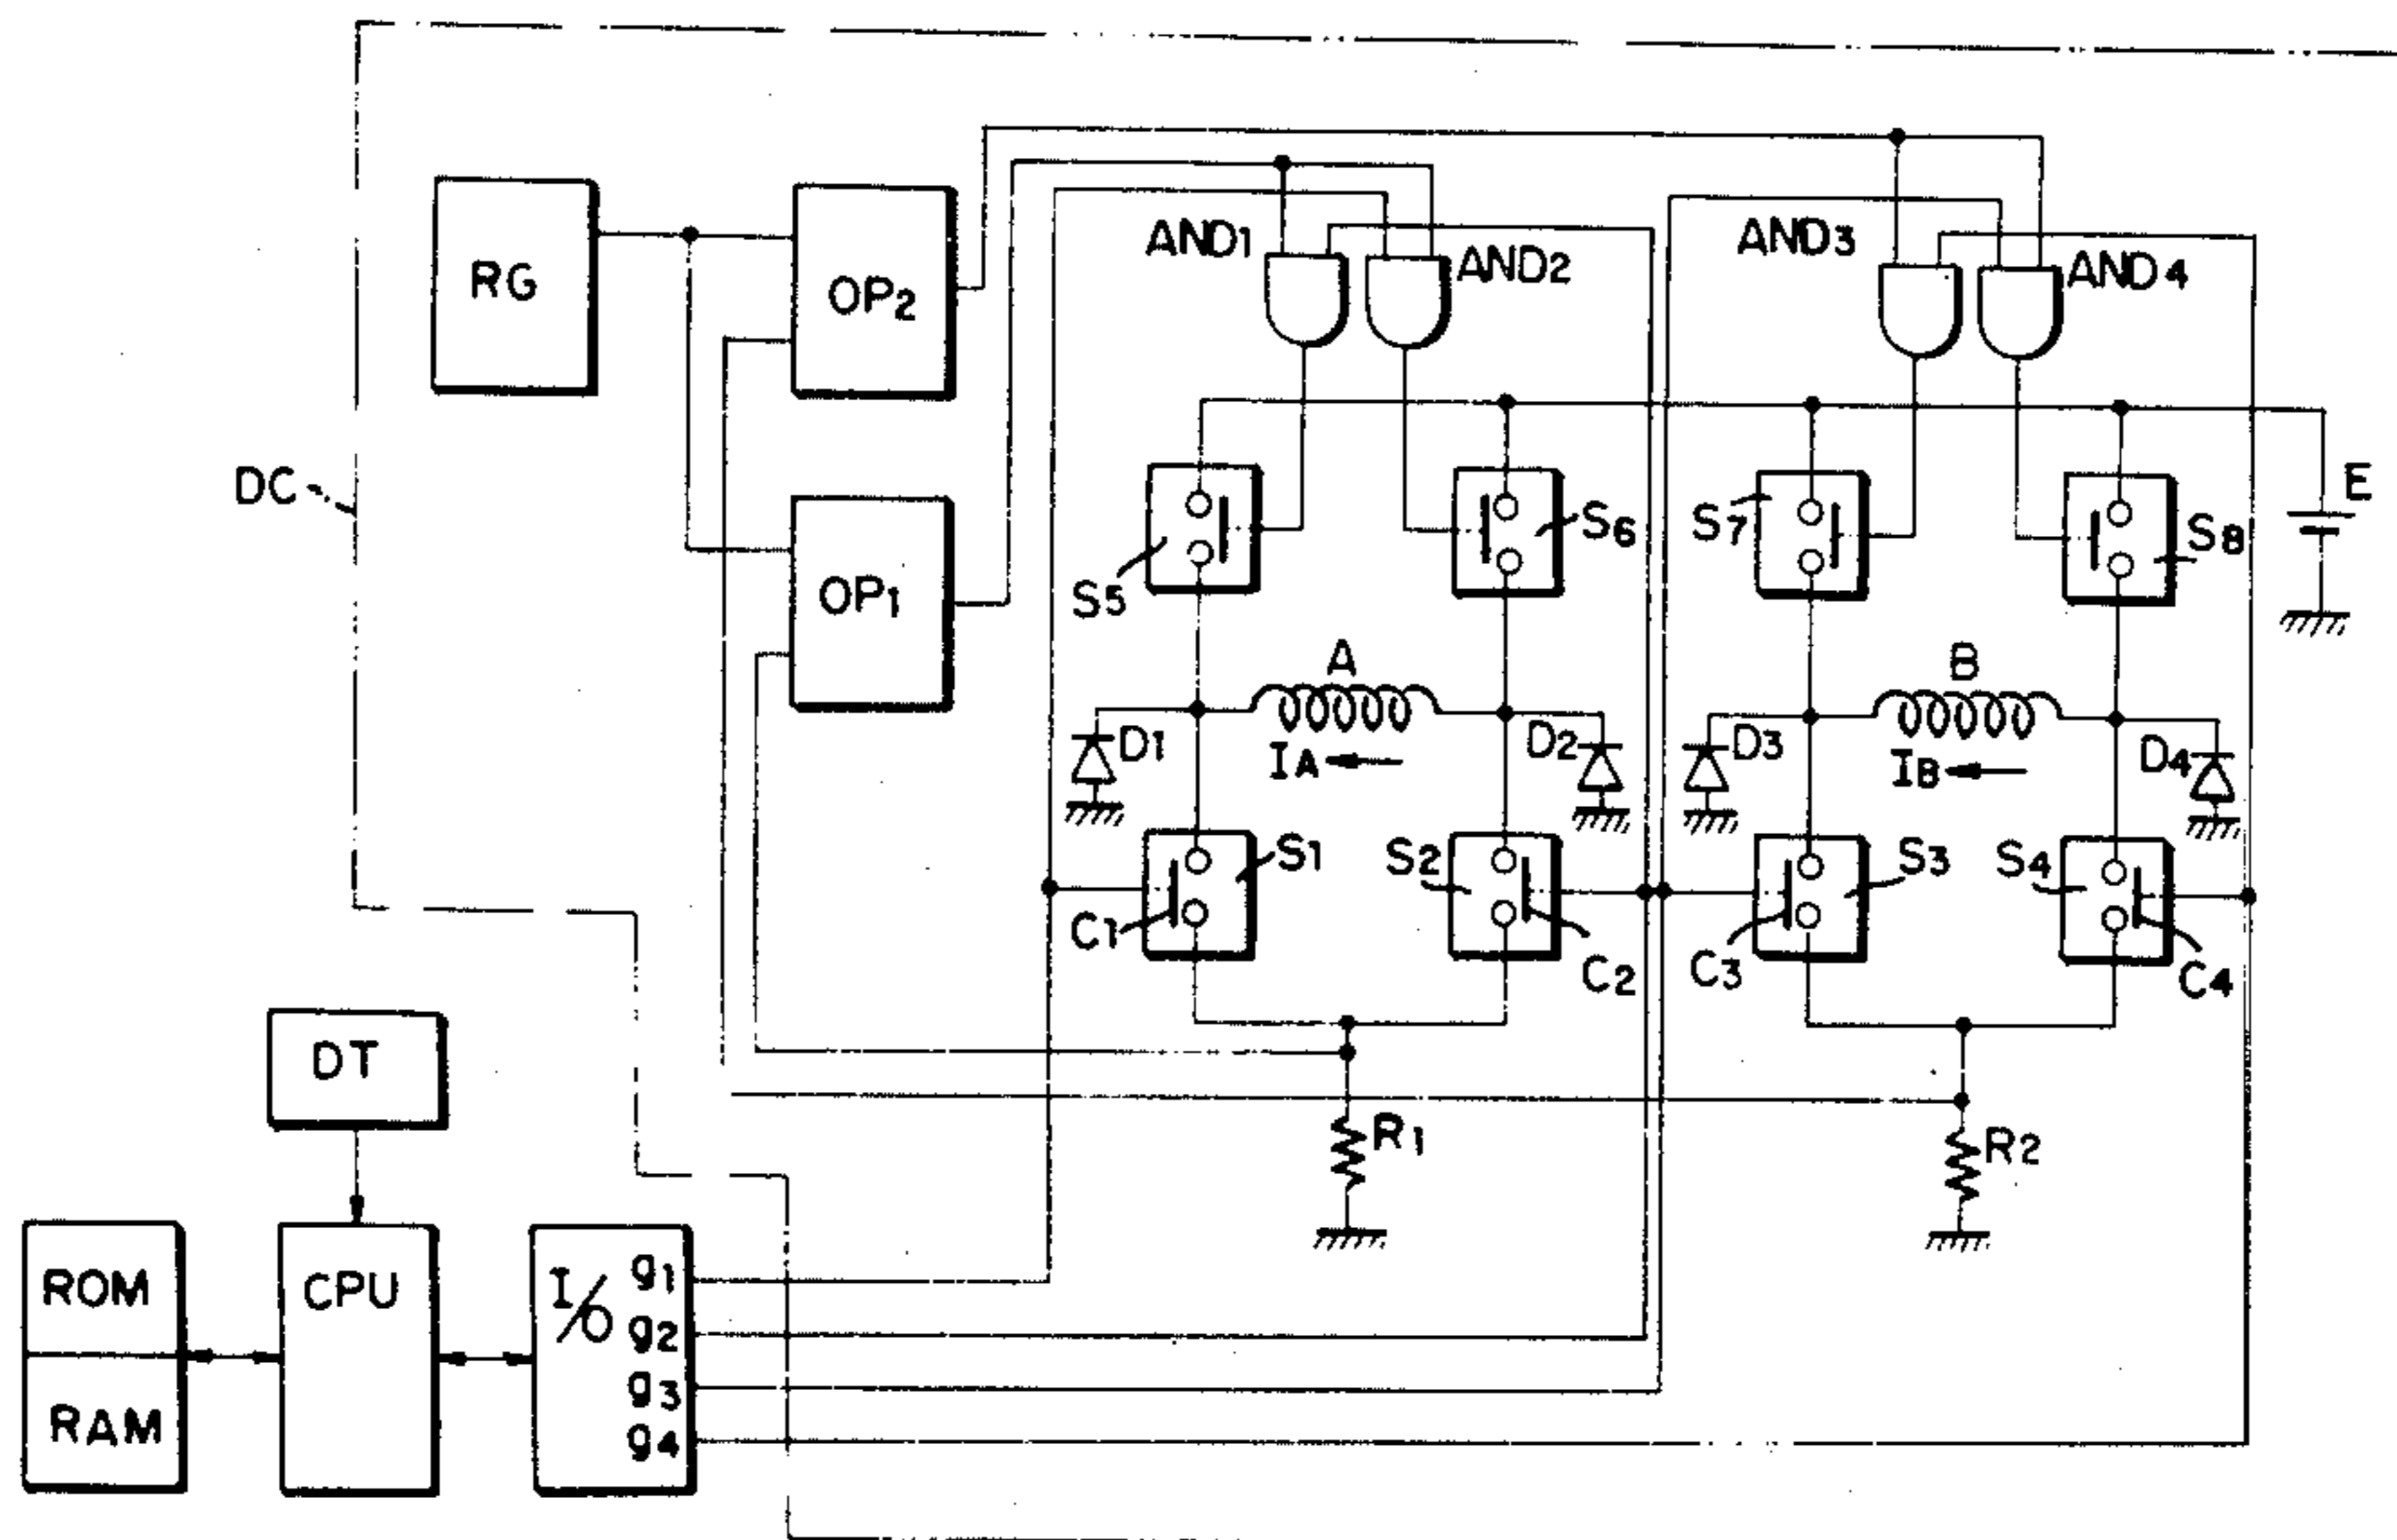 RG
OP2
AND1
AND2
AND3
AND4
DC
OP1
S5
S6
S7
S8
E
A
B
D1
IA
D2
D3
IB
D4
S1
S2
S3
S4
C1
C2
C3
C4
DT
R1
R2
ROM
RAM
CPU
I/O
g1
g2
g3
g4